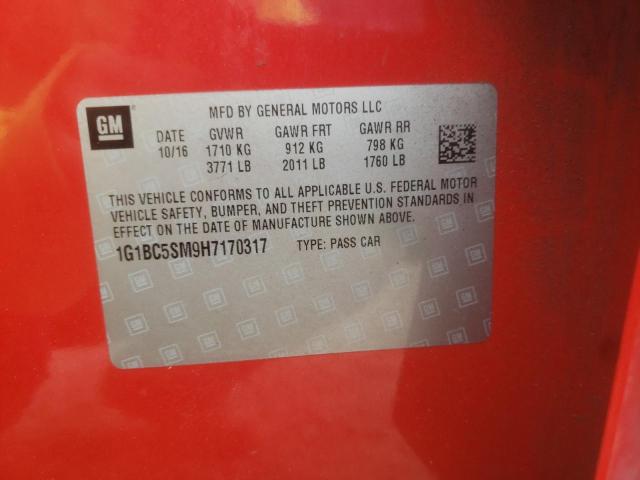 GM
MFD BY GENERAL MOTORS LLC
DATE GVWR GAWR FRT GAWR RR
10/16 1710 KG 912 KG 798 KG
3771 LB 2011 LB 1760 LB
THIS VEHICLE CONFORMS TO ALL APPLICABLE U.S. FEDERAL MOTOR
VEHICLE SAFETY, BUMPER, AND THEFT PREVENTION STANDARDS IN
EFFECT ON THE DATE OF MANUFACTURE SHOWN ABOVE.
1G1BC5SM9H7170317 TYPE: PASS CAR